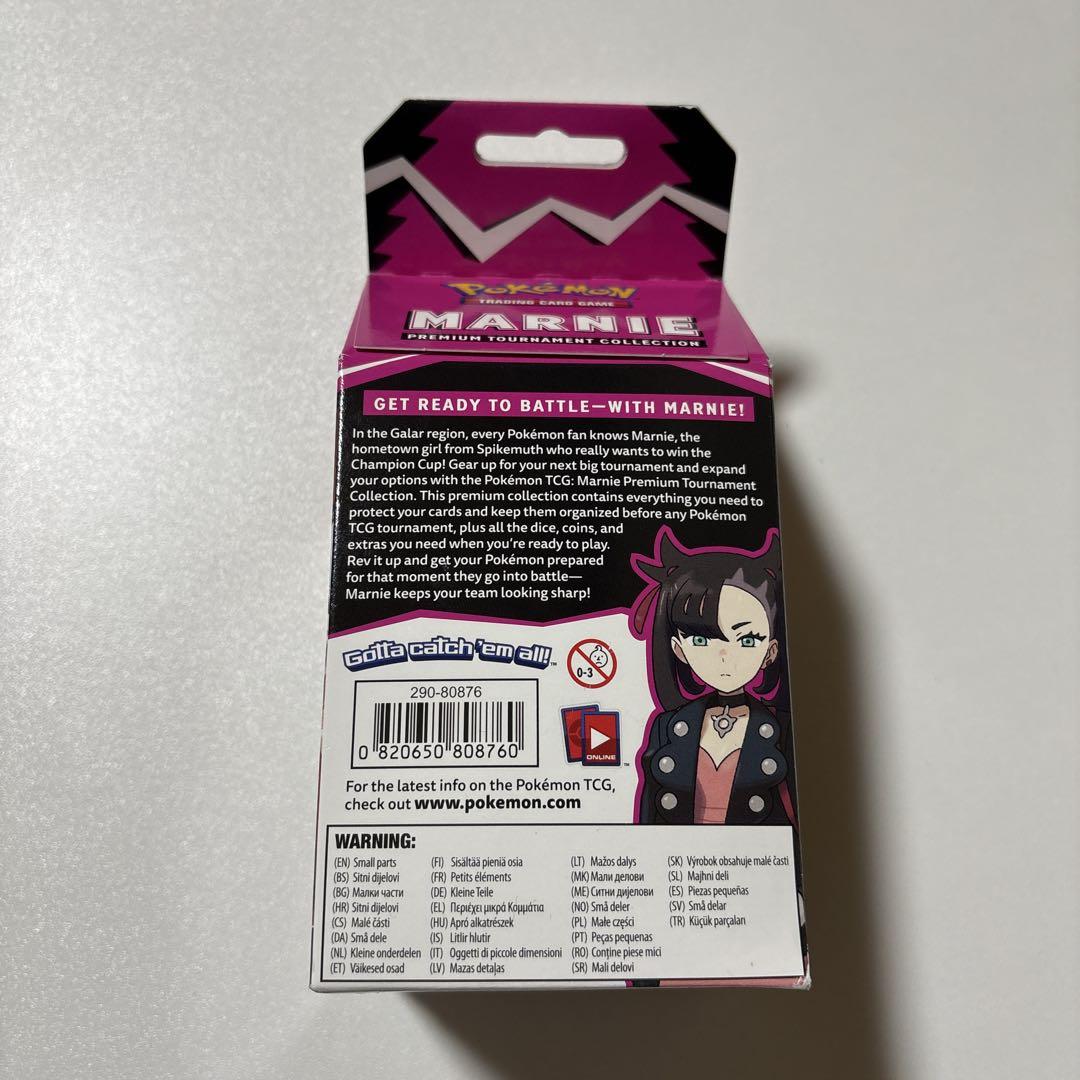 POKÉMON
TRADING CARD GAME
MARNIE
PREMIUM TOURNAMENT COLLECTION
GET READY TO BATTLE—WITH MARNIE!
In the Galar region, every Pokémon fan knows Marnie, the
hometown girl from Spikemuth who really wants to win the
Champion Cup! Gear up for your next big tournament and expand
your options with the Pokémon TCG: Marnie Premium Tournament
Collection. This premium collection contains everything you need to
protect your cards and keep them organized before any Pokémon
TCG tournament, plus all the dice, coins, and
extras you need when you're ready to play.
Rev it up and get your Pokémon prepared
for that moment they go into battle—
Marnie keeps your team looking sharp!
Gotta catch 'em all!™
0-3
290-80876
0 820650 808760
ONLINE
™
For the latest info on the Pokémon TCG,
check out www.pokemon.com
WARNING:
(EN) Small parts
(BS) Sitni dijelovi
(BG) Малки части
(HR) Sitni dijelovi
(CS) Malé části
(DA) Små dele
(NL) Kleine onderdelen
(ET) Väikesed osad
(FI) Sisältää pieniä osia
(FR) Petits éléments
(DE) Kleine Teile
(EL) Περιέχει μικρά Κομμάτια
(HU) Apró alkatrészek
(IS) Litlir hlutir
(IT) Oggetti di piccole dimensioni
(LV) Mazas detaļas
(LT) Mažos dalys
(MK) Мали делови
(ME) Ситни дијелови
(NO) Små deler
(PL) Małe części
(PT) Peças pequenas
(RO) Conține piese mici
(SR) Mali delovi
(SK) Výrobok obsahuje malé časti
(SL) Majhni deli
(ES) Piezas pequeñas
(SV) Små delar
(TR) Küçük parçaları